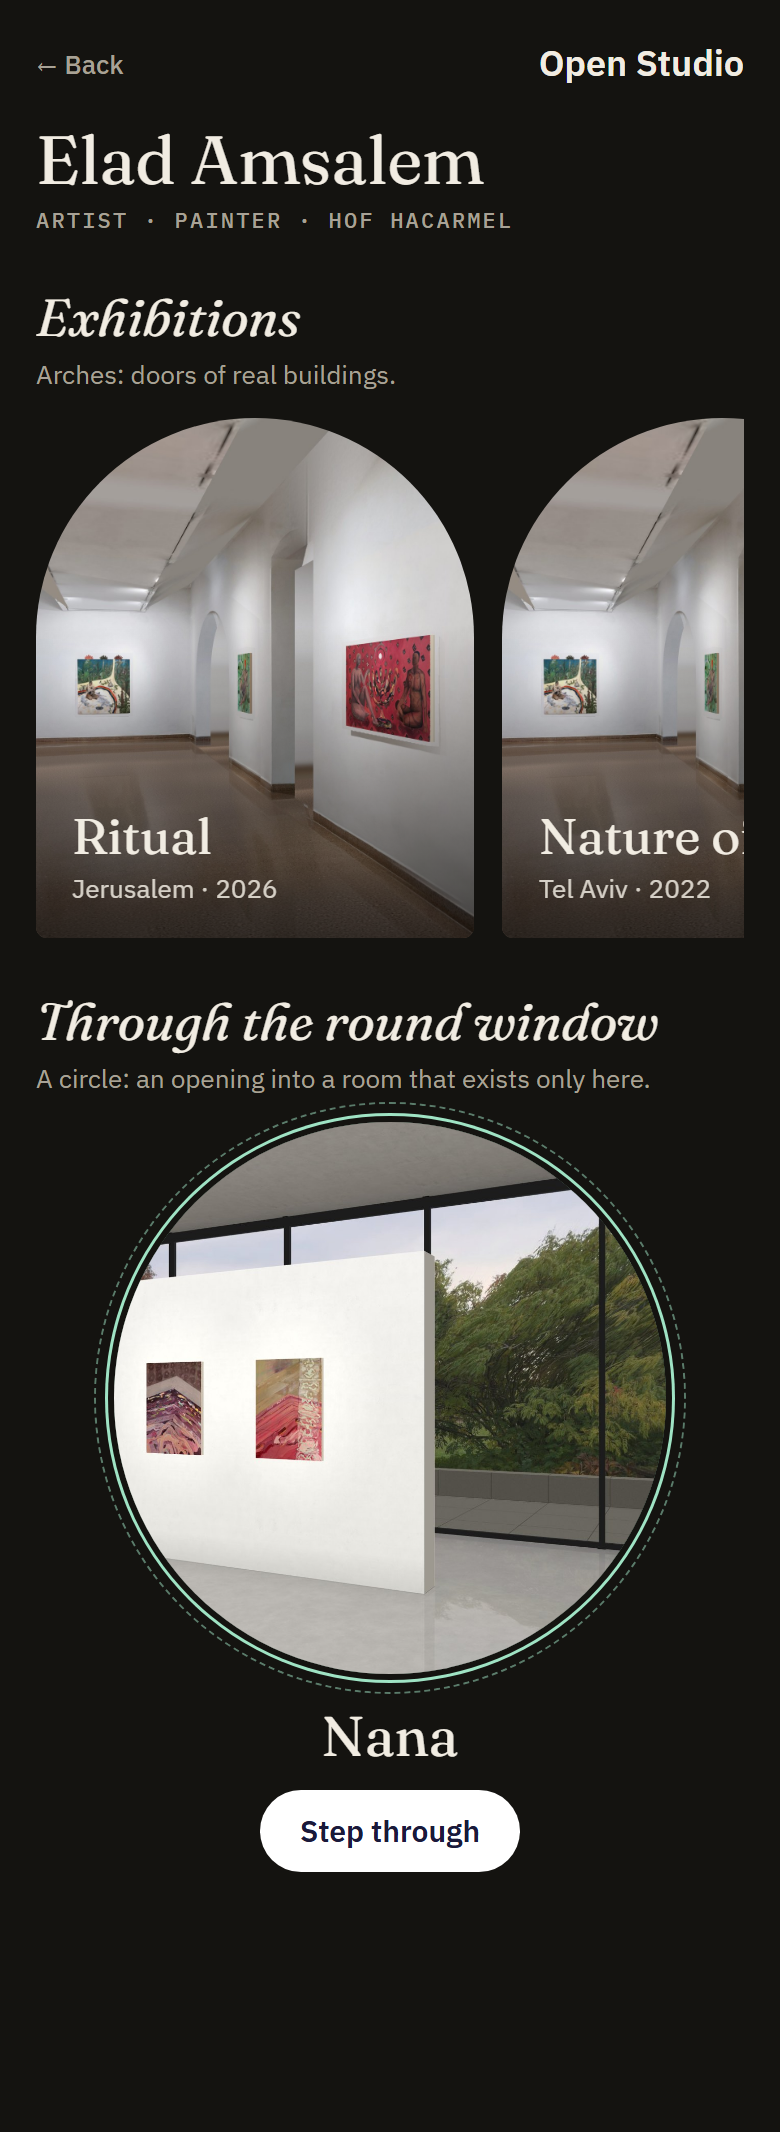 ← Back
Open Studio
Elad Amsalem
ARTIST · PAINTER · HOF HACARMEL
Exhibitions
Arches: doors of real buildings.
Ritual
Jerusalem · 2026
Nature
Tel Aviv · 2022
Through the round window
A circle: an opening into a room that exists only here.
Nana
Step through